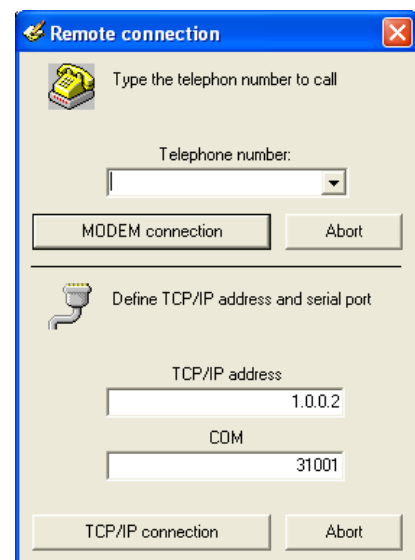 Remote connection
Type the telephon number to call
Telephone number:
MODEM connection Abort
Define TCP/IP address and serial port
TCP/IP address
1.0.0.2
COM
31001
TCP/IP connection Abort